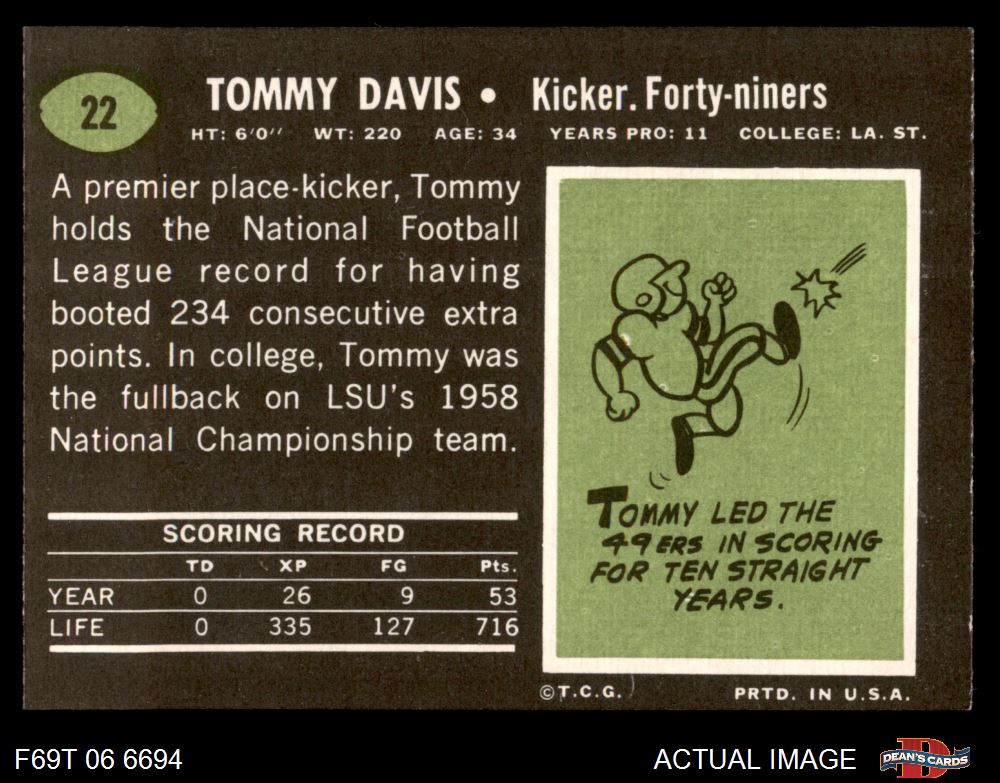 22
TOMMY DAVIS • Kicker. Forty-niners
HT: 6'0" WT: 220 AGE: 34 YEARS PRO: 11 COLLEGE: LA. ST.
A premier place-kicker, Tommy
holds the National Football
League record for having
booted 234 consecutive extra
points. In college, Tommy was
the fullback on LSU's 1958
National Championship team.
SCORING RECORD
TD XP FG Pts.
YEAR 0 26 9 53
LIFE 0 335 127 716
TOMMY LED THE
49ERS IN SCORING
FOR TEN STRAIGHT
YEARS.
©T.C.G. PRTD. IN U.S.A.
F69T 06 6694
ACTUAL IMAGE
D
DEAN'S CARDS